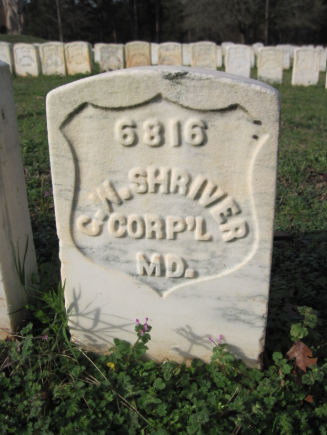 6816
C.W. SHRIVER
CORP'L
MD.